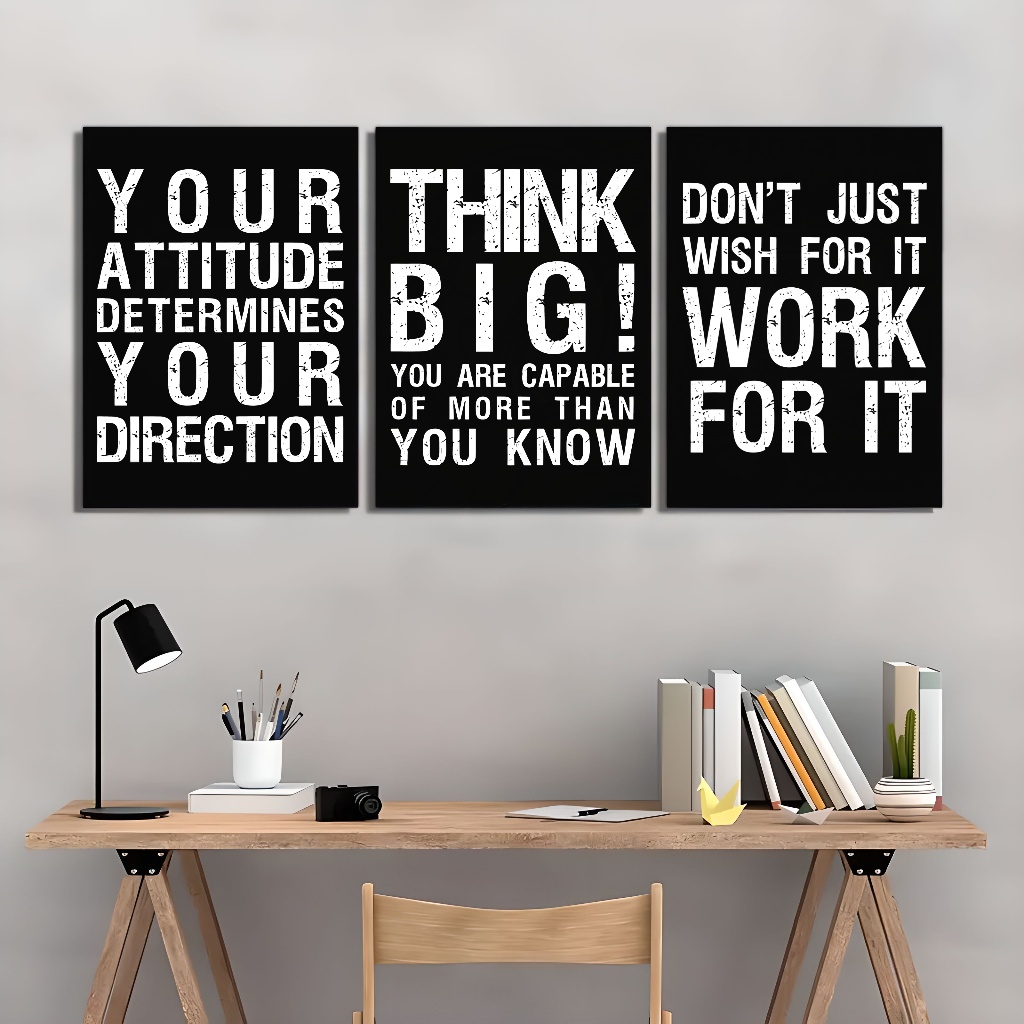 YOUR
ATTITUDE
DETERMINES
YOUR
DIRECTION
THINK
BIG!
YOU ARE CAPABLE
OF MORE THAN
YOU KNOW
DON'T JUST
WISH FOR IT
WORK
FOR IT